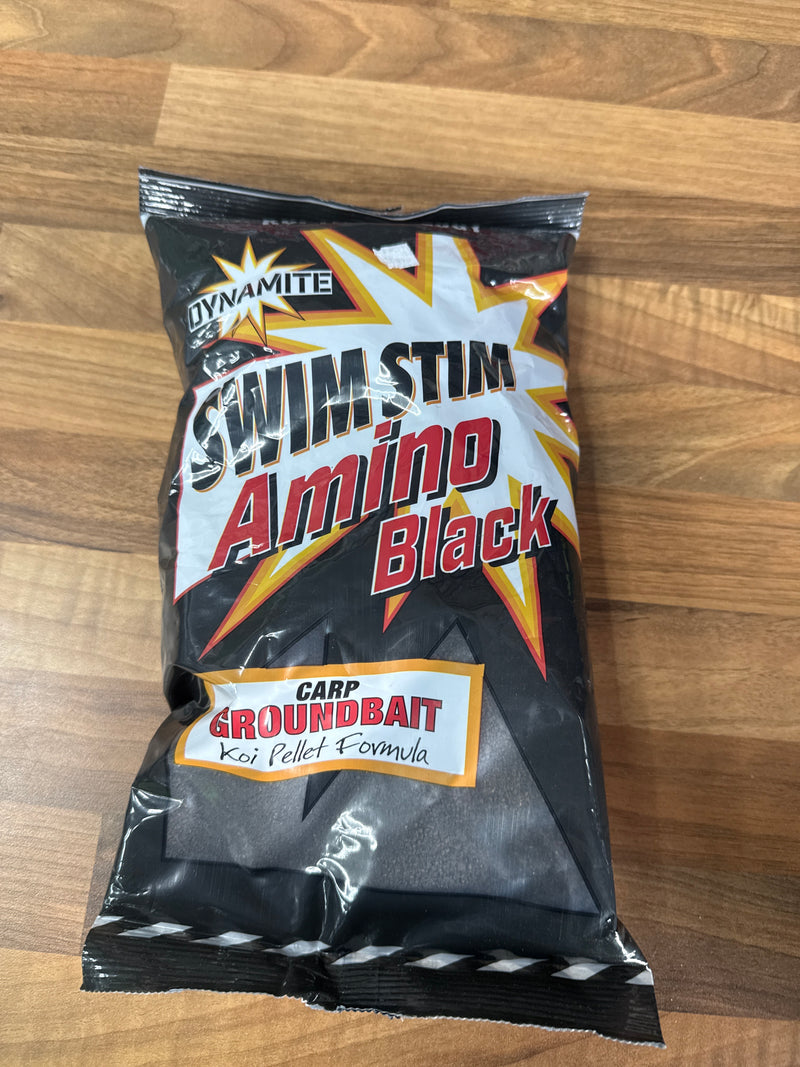 DYNAMITE
SWIM STIM
Amino
Black
CARP
GROUNDBAIT
Koi Pellet Formula